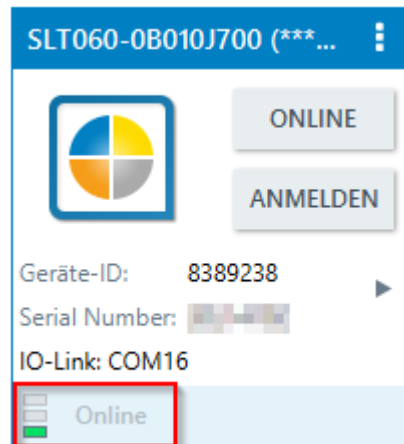 SLT060-0B010J700 (***...
ONLINE
ANMELDEN
Geräte-ID: 8389238
Serial Number:
IO-Link: COM16
Online